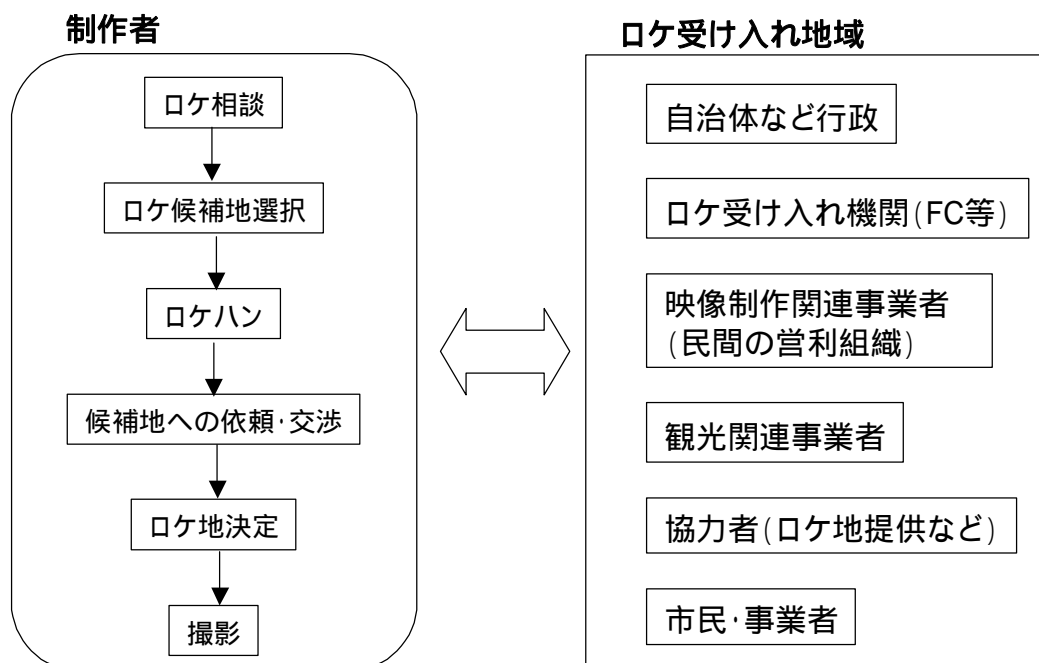 制作者
ロケ相談
ロケ候補地選択
ロケハン
候補地への依頼・交渉
ロケ地決定
撮影
ロケ受け入れ地域
自治体など行政
ロケ受け入れ機関(FC等)
映像制作関連事業者
(民間の営利組織)
観光関連事業者
協力者(ロケ地提供など)
市民・事業者